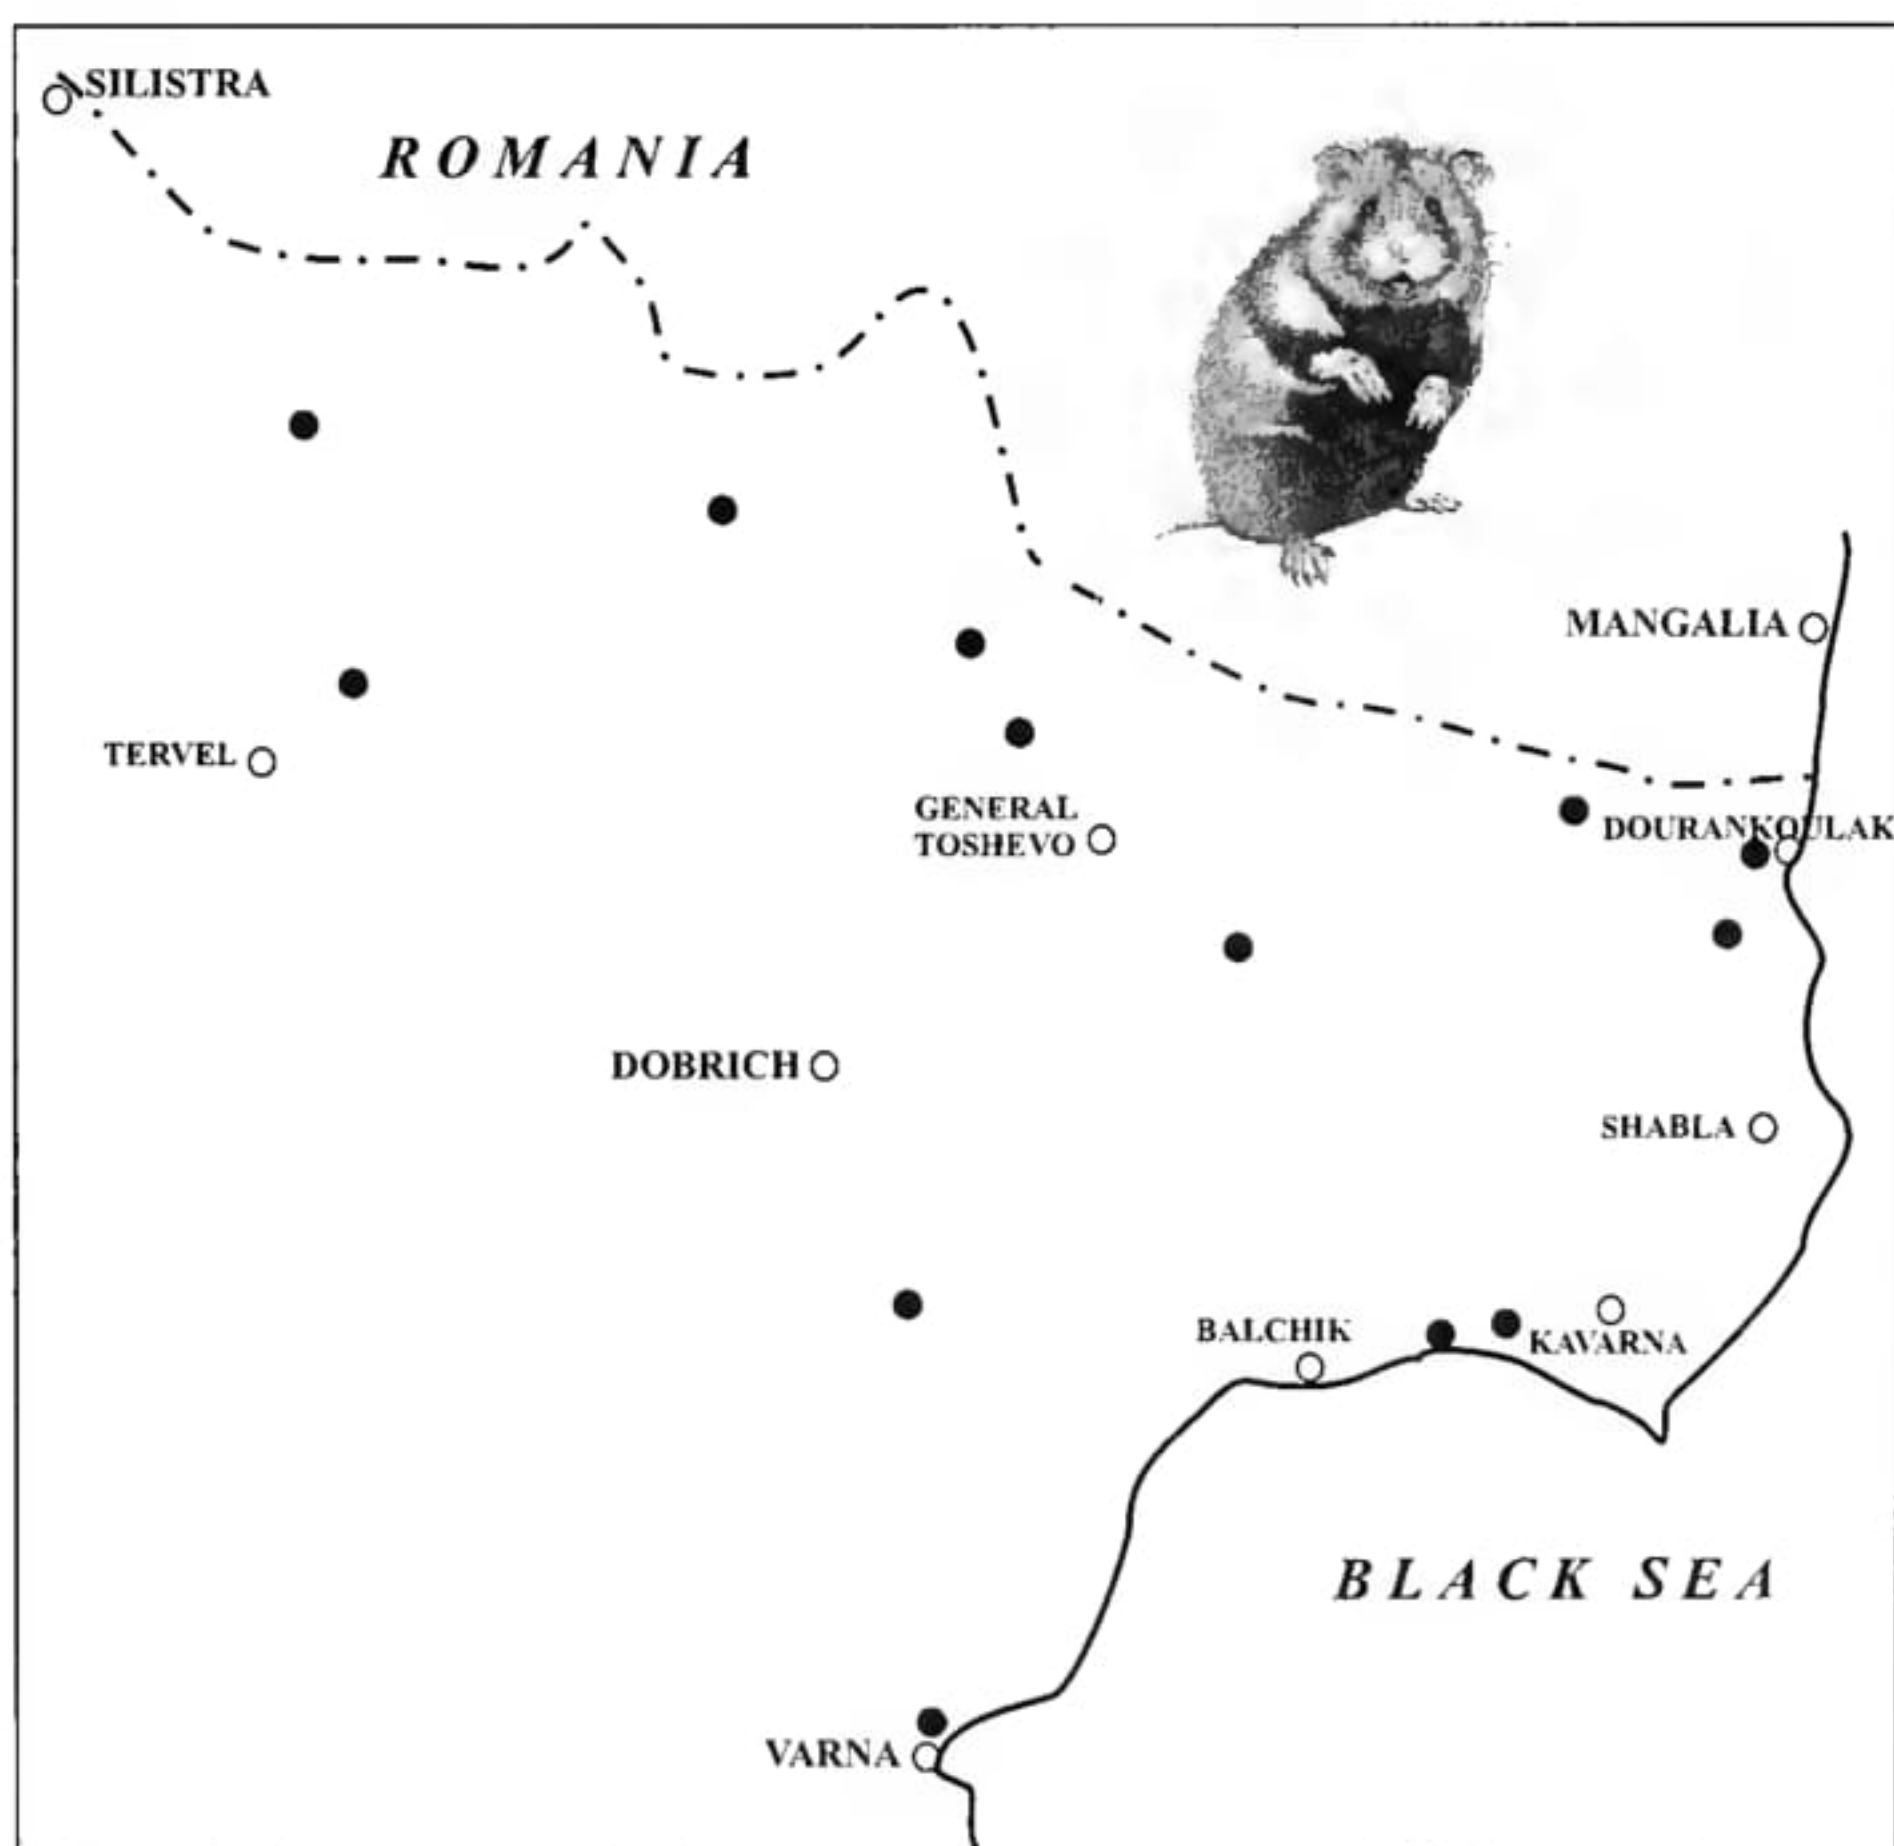 SILISTRA
ROMANIA
MANGALIA
TERVEL
GENERAL
TOSHEVO
DOURANKOULAK
DOBRICH
SHABLA
BALCHIK
KAVARNA
BLACK SEA
VARNA